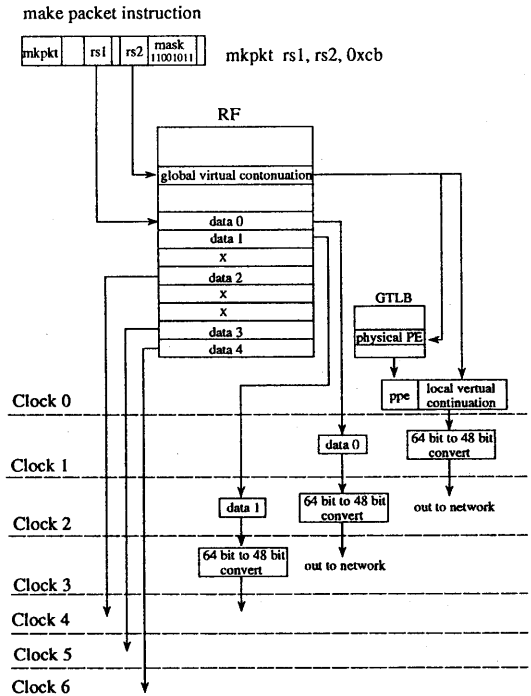 make packet instruction
mkpkt rs1 rs2 mask
11001011
mkpkt rs1, rs2, 0xcb
RF
global virtual contonuation
data 0
data 1
x
data 2
x
x
data 3
data 4
GTLB
physical PE
ppe
local vertual
continuation
Clock 0
64 bit to 48 bit
convert
data 0
Clock 1
out to network
64 bit to 48 bit
convert
data 1
Clock 2
out to network
64 bit to 48 bit
convert
Clock 3
Clock 4
Clock 5
Clock 6